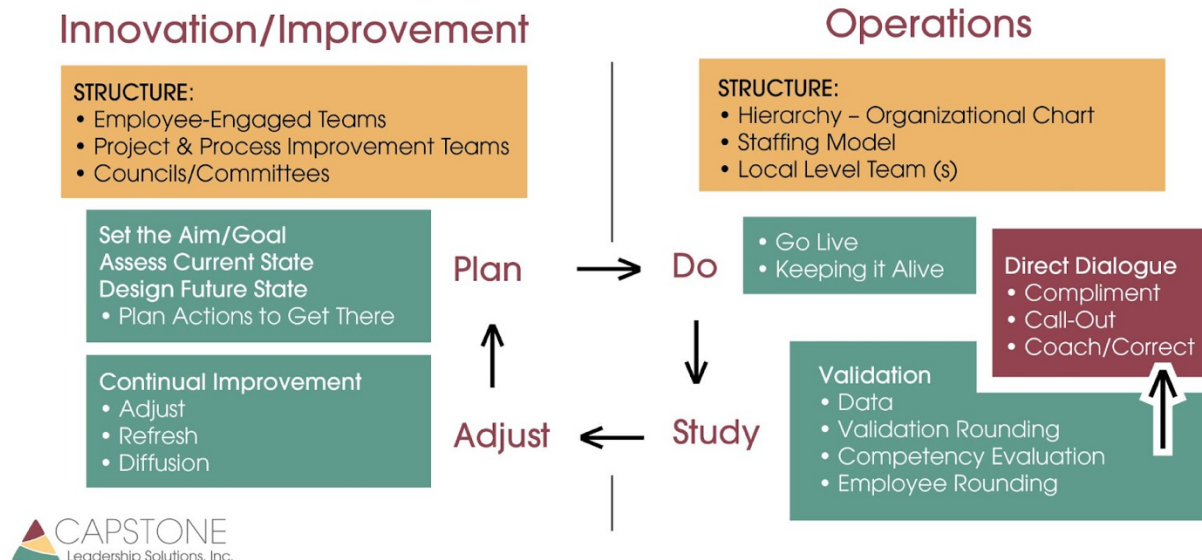 Innovation/Improvement
STRUCTURE:
• Employee-Engaged Teams
• Project & Process Improvement Teams
• Councils/Committees
Set the Aim/Goal
Assess Current State
Design Future State
• Plan Actions to Get There
Plan
Continual Improvement
• Adjust
• Refresh
• Diffusion
Adjust
Operations
STRUCTURE:
• Hierarchy – Organizational Chart
• Staffing Model
• Local Level Team (s)
Do
• Go Live
• Keeping it Alive
Direct Dialogue
• Compliment
• Call-Out
• Coach/Correct
Study
Validation
• Data
• Validation Rounding
• Competency Evaluation
• Employee Rounding
CAPSTONE
Leadership Solutions, Inc.